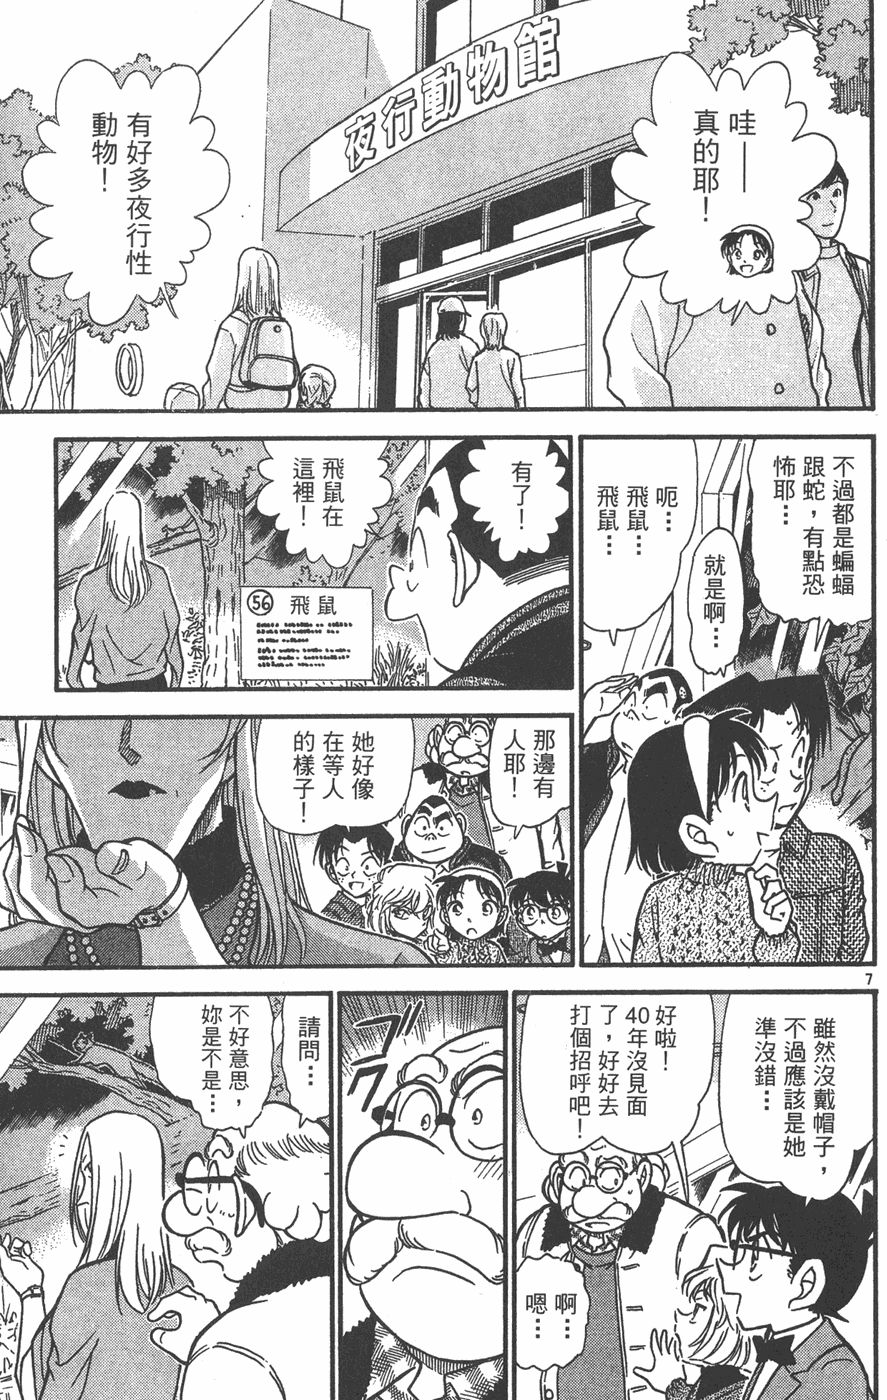 夜行動物館
哇——
真的耶！
有好多夜行性
動物！
不過都是蝙蝠
跟蛇，有點恐
怖耶…
就是啊…
呃…
飛鼠…
飛鼠…
有了！
飛鼠在
這裡！
56 飛鼠
那邊有
人耶！
她好像
在等人
的樣子！
7
雖然沒戴帽子，
不過應該是她
準沒錯…
好啦！
40年沒見面
了，好好去
打個招呼吧！
啊…
嗯…
請問…
不好意思，
妳是不是…